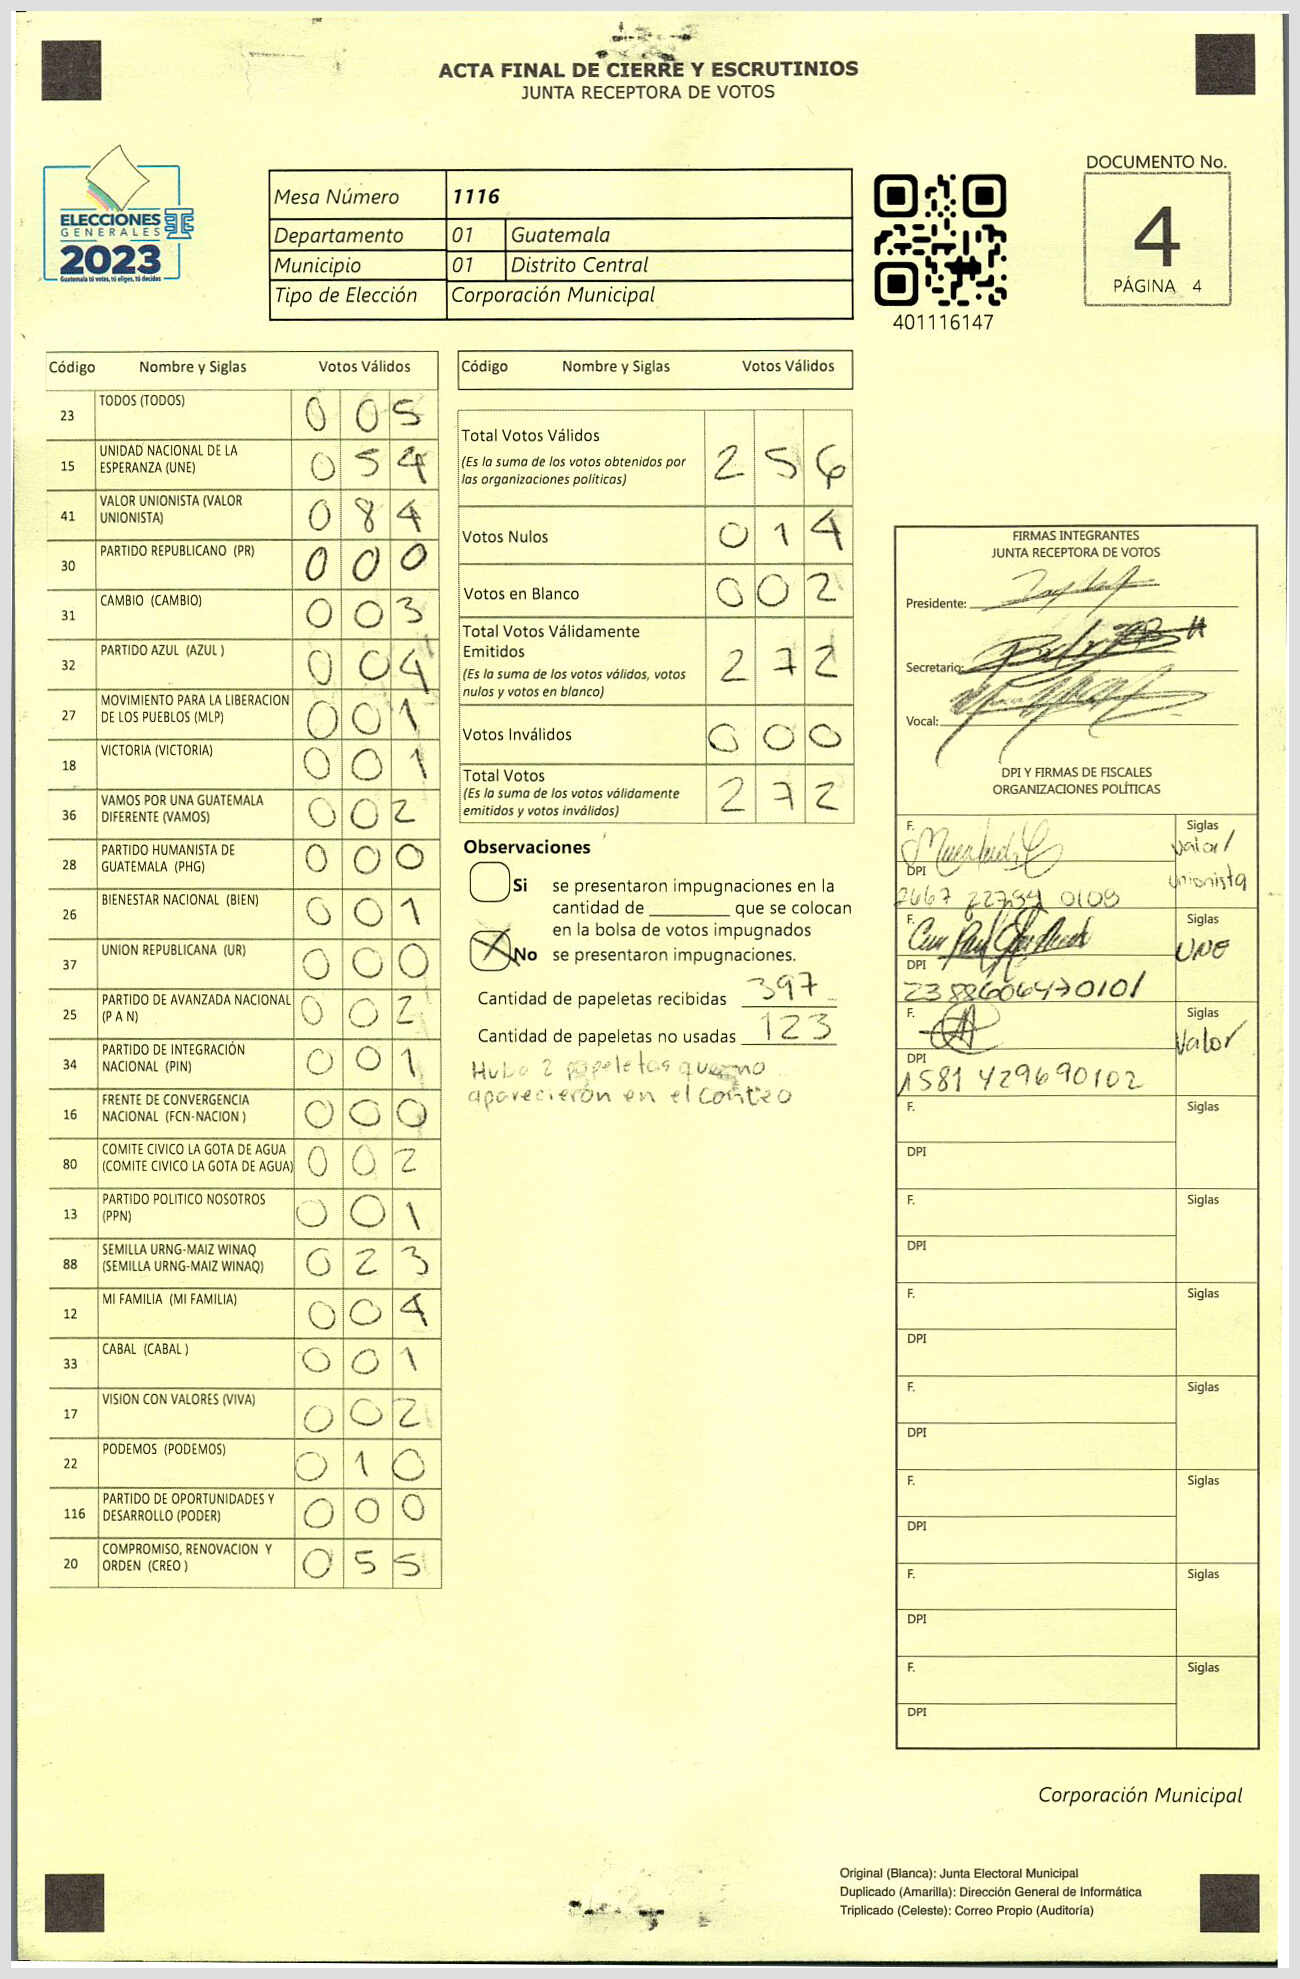 ACTA FINAL DE CIERRE Y ESCRUTINIOS
JUNTA RECEPTORA DE VOTOS
ELECCIONES
GENERALES
2023
Guatemala tú votas, tú eliges, tú decides
Mesa Número 1116
Departamento 01 Guatemala
Municipio 01 Distrito Central
Tipo de Elección Corporación Municipal
401116147
DOCUMENTO No.
4
PÁGINA 4
Código Nombre y Siglas Votos Válidos
23 TODOS (TODOS) 0 0 5
15 UNIDAD NACIONAL DE LA
ESPERANZA (UNE) 0 5 4
41 VALOR UNIONISTA (VALOR
UNIONISTA) 0 8 4
30 PARTIDO REPUBLICANO (PR) 0 0 0
31 CAMBIO (CAMBIO) 0 0 3
32 PARTIDO AZUL (AZUL ) 0 0 4
27 MOVIMIENTO PARA LA LIBERACION
DE LOS PUEBLOS (MLP) 0 0 1
18 VICTORIA (VICTORIA) 0 0 1
36 VAMOS POR UNA GUATEMALA
DIFERENTE (VAMOS) 0 0 2
28 PARTIDO HUMANISTA DE
GUATEMALA (PHG) 0 0 0
26 BIENESTAR NACIONAL (BIEN) 0 0 1
37 UNION REPUBLICANA (UR) 0 0 0
25 PARTIDO DE AVANZADA NACIONAL
(P A N) 0 0 2
34 PARTIDO DE INTEGRACIÓN
NACIONAL (PIN) 0 0 1
16 FRENTE DE CONVERGENCIA
NACIONAL (FCN-NACION ) 0 0 0
80 COMITE CIVICO LA GOTA DE AGUA
(COMITE CIVICO LA GOTA DE AGUA) 0 0 2
13 PARTIDO POLITICO NOSOTROS
(PPN) 0 0 1
88 SEMILLA URNG-MAIZ WINAQ
(SEMILLA URNG-MAIZ WINAQ) 0 2 3
12 MI FAMILIA (MI FAMILIA) 0 0 4
33 CABAL (CABAL ) 0 0 1
17 VISION CON VALORES (VIVA) 0 0 2
22 PODEMOS (PODEMOS) 0 1 0
116 PARTIDO DE OPORTUNIDADES Y
DESARROLLO (PODER) 0 0 0
20 COMPROMISO, RENOVACION Y
ORDEN (CREO ) 0 5 5
Código Nombre y Siglas Votos Válidos
Total Votos Válidos
(Es la suma de los votos obtenidos por
las organizaciones políticas) 2 5 6
Votos Nulos 0 1 4
Votos en Blanco 0 0 2
Total Votos Válidamente
Emitidos
(Es la suma de los votos válidos, votos
nulos y votos en blanco) 2 7 2
Votos Inválidos 0 0 0
Total Votos
(Es la suma de los votos válidamente
emitidos y votos inválidos) 2 7 2
Observaciones
Si se presentaron impugnaciones en la
cantidad de ________ que se colocan
en la bolsa de votos impugnados
No se presentaron impugnaciones.
Cantidad de papeletas recibidas 397
Cantidad de papeletas no usadas 123
Hubo 2 papeletas que no
aparecieron en el conteo
FIRMAS INTEGRANTES
JUNTA RECEPTORA DE VOTOS
Presidente:
Secretario:
Vocal:
DPI Y FIRMAS DE FISCALES
ORGANIZACIONES POLÍTICAS
F. Siglas
Valor
Unionista
DPI
2667 22734 0108
F. Siglas
UNE
DPI
2388606470101
F. Siglas
Valor
DPI
1581 429690102
F. Siglas
DPI
F. Siglas
DPI
F. Siglas
DPI
F. Siglas
DPI
F. Siglas
DPI
F. Siglas
DPI
F. Siglas
DPI
Corporación Municipal
Original (Blanca): Junta Electoral Municipal
Duplicado (Amarilla): Dirección General de Informática
Triplicado (Celeste): Correo Propio (Auditoría)